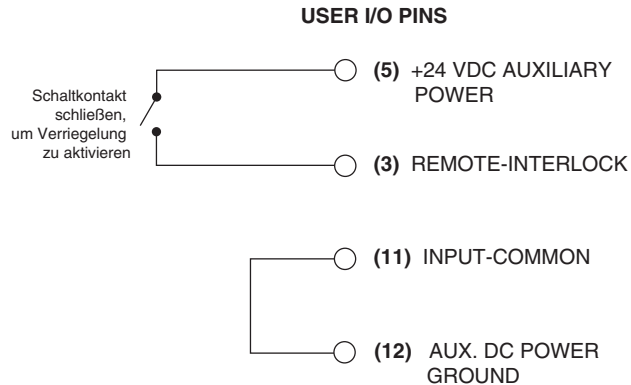 USER I/O PINS
(5) +24 VDC AUXILIARY
POWER
Schaltkontakt
schließen,
um Verriegelung
zu aktivieren
(3) REMOTE-INTERLOCK
(11) INPUT-COMMON
(12) AUX. DC POWER
GROUND